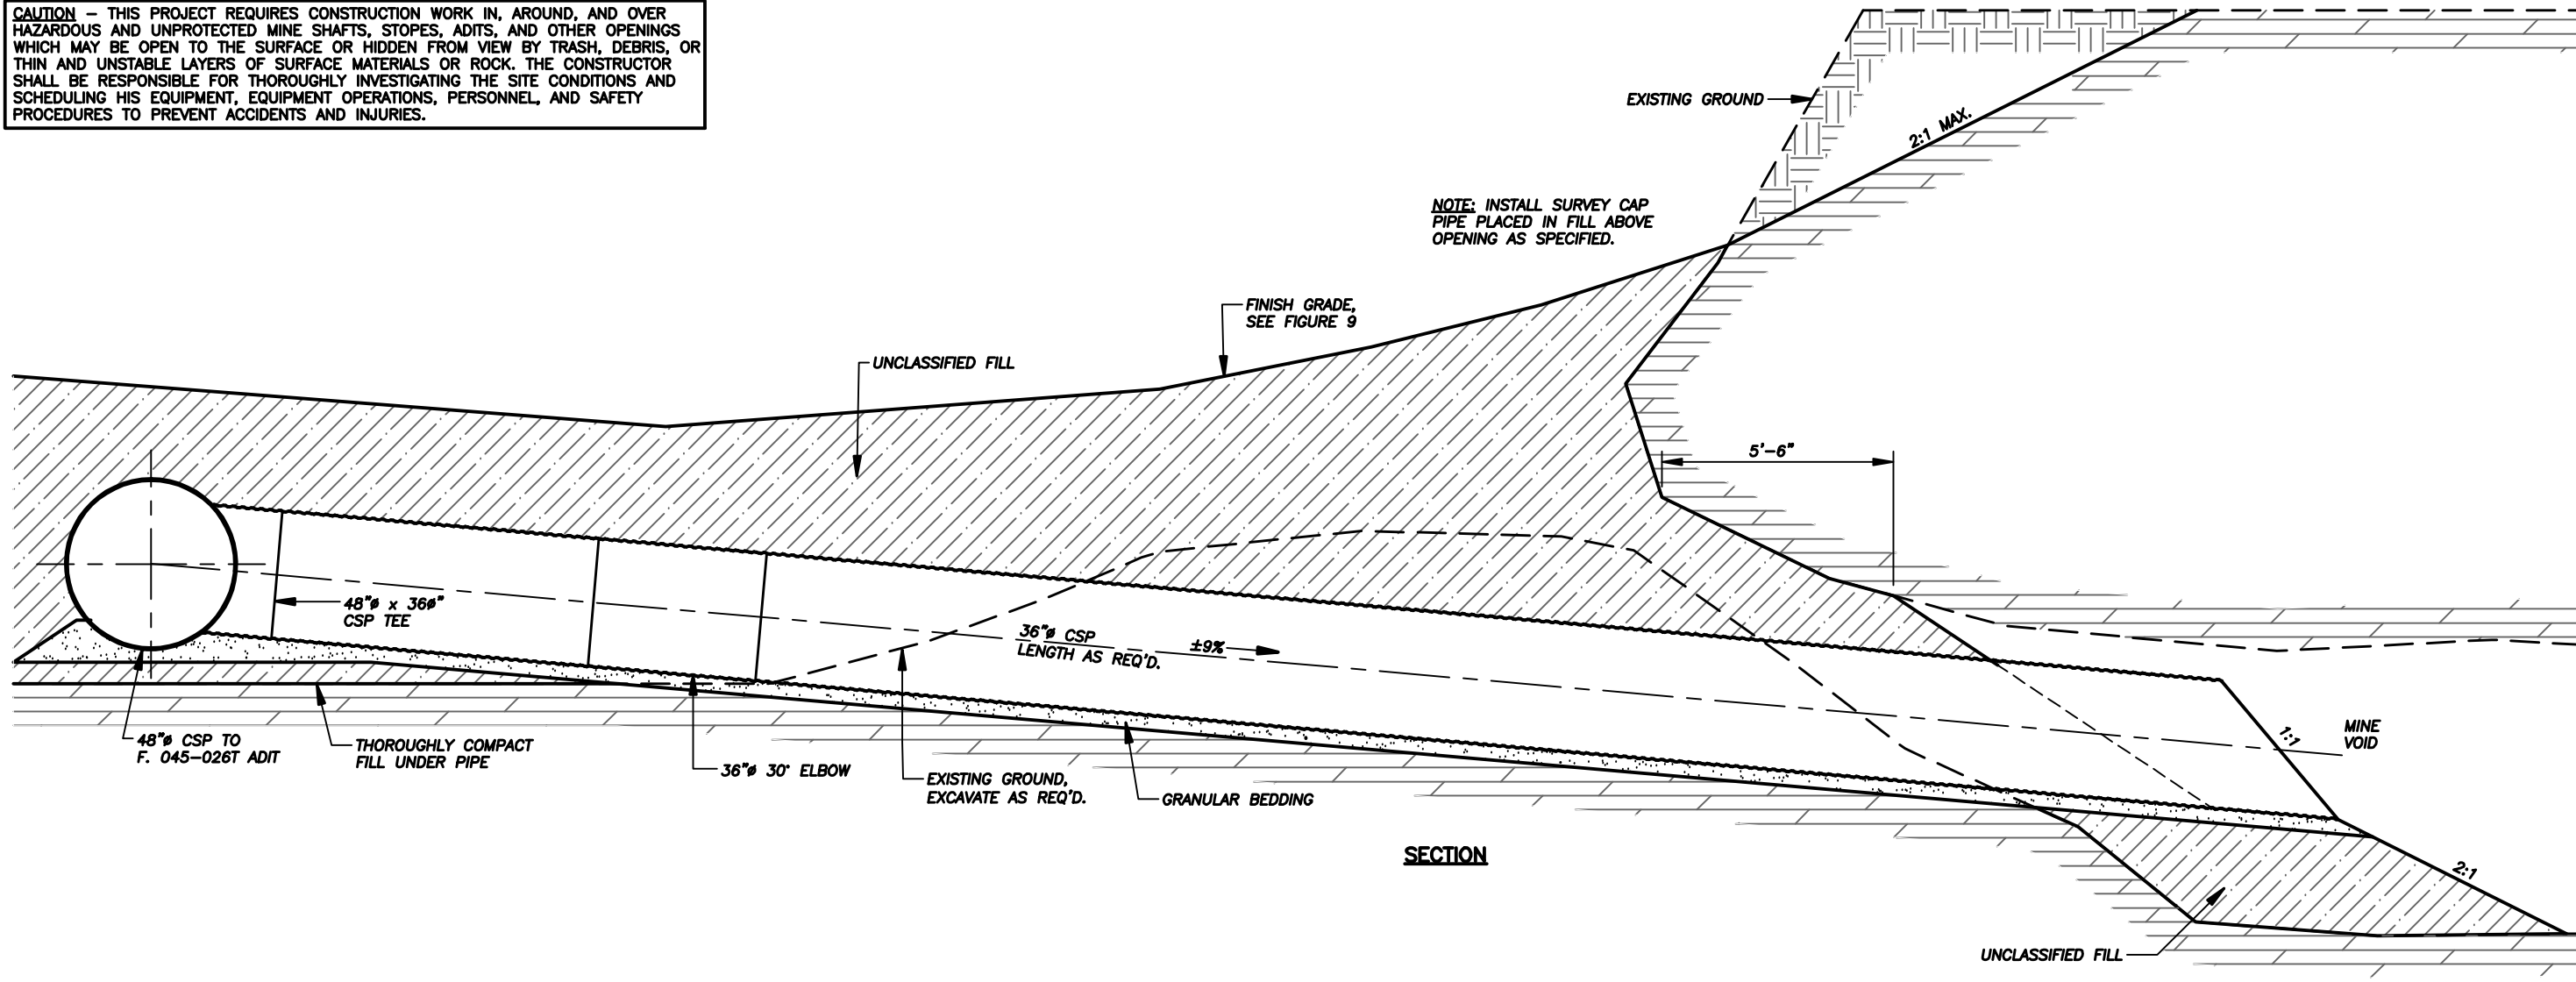 CAUTION – THIS PROJECT REQUIRES CONSTRUCTION WORK IN, AROUND, AND OVER
HAZARDOUS AND UNPROTECTED MINE SHAFTS, STOPES, ADITS, AND OTHER OPENINGS
WHICH MAY BE OPEN TO THE SURFACE OR HIDDEN FROM VIEW BY TRASH, DEBRIS, OR
THIN AND UNSTABLE LAYERS OF SURFACE MATERIALS OR ROCK. THE CONSTRUCTOR
SHALL BE RESPONSIBLE FOR THOROUGHLY INVESTIGATING THE SITE CONDITIONS AND
SCHEDULING HIS EQUIPMENT, EQUIPMENT OPERATIONS, PERSONNEL, AND SAFETY
PROCEDURES TO PREVENT ACCIDENTS AND INJURIES.
EXISTING GROUND
2:1 MAX.
NOTE: INSTALL SURVEY CAP
PIPE PLACED IN FILL ABOVE
OPENING AS SPECIFIED.
FINISH GRADE,
SEE FIGURE 9
UNCLASSIFIED FILL
5'-6"
48"ø x 36ø"
CSP TEE
36"ø CSP
LENGTH AS REQ'D.
±9%
1:1
MINE
VOID
48"ø CSP TO
F. 045-026T ADIT
THOROUGHLY COMPACT
FILL UNDER PIPE
36"ø 30° ELBOW
EXISTING GROUND,
EXCAVATE AS REQ'D.
GRANULAR BEDDING
SECTION
2:1
UNCLASSIFIED FILL